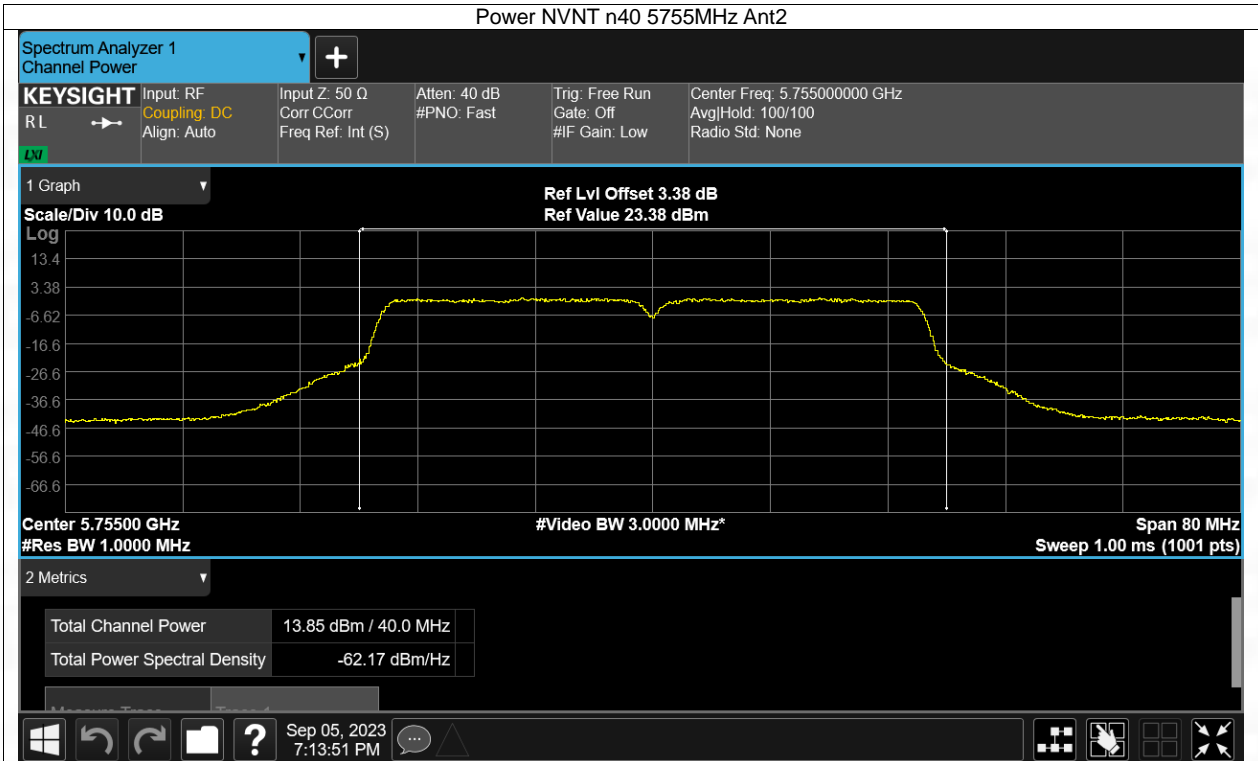 Power NVNT n40 5755MHz Ant2
Spectrum Analyzer 1
Channel Power
KEYSIGHT
R L
LXI
Input: RF
Coupling: DC
Align: Auto
Input Z: 50 Ω
Corr CCorr
Freq Ref: Int (S)
Atten: 40 dB
#PNO: Fast
Trig: Free Run
Gate: Off
#IF Gain: Low
Center Freq: 5.755000000 GHz
Avg|Hold: 100/100
Radio Std: None
1 Graph
Scale/Div 10.0 dB
Ref Lvl Offset 3.38 dB
Ref Value 23.38 dBm
Log
13.4
3.38
-6.62
-16.6
-26.6
-36.6
-46.6
-56.6
-66.6
Center 5.75500 GHz
#Video BW 3.0000 MHz*
Span 80 MHz
#Res BW 1.0000 MHz
Sweep 1.00 ms (1001 pts)
2 Metrics
Total Channel Power 13.85 dBm / 40.0 MHz
Total Power Spectral Density -62.17 dBm/Hz
Measure Trace Trace 1
?
Sep 05, 2023
7:13:51 PM